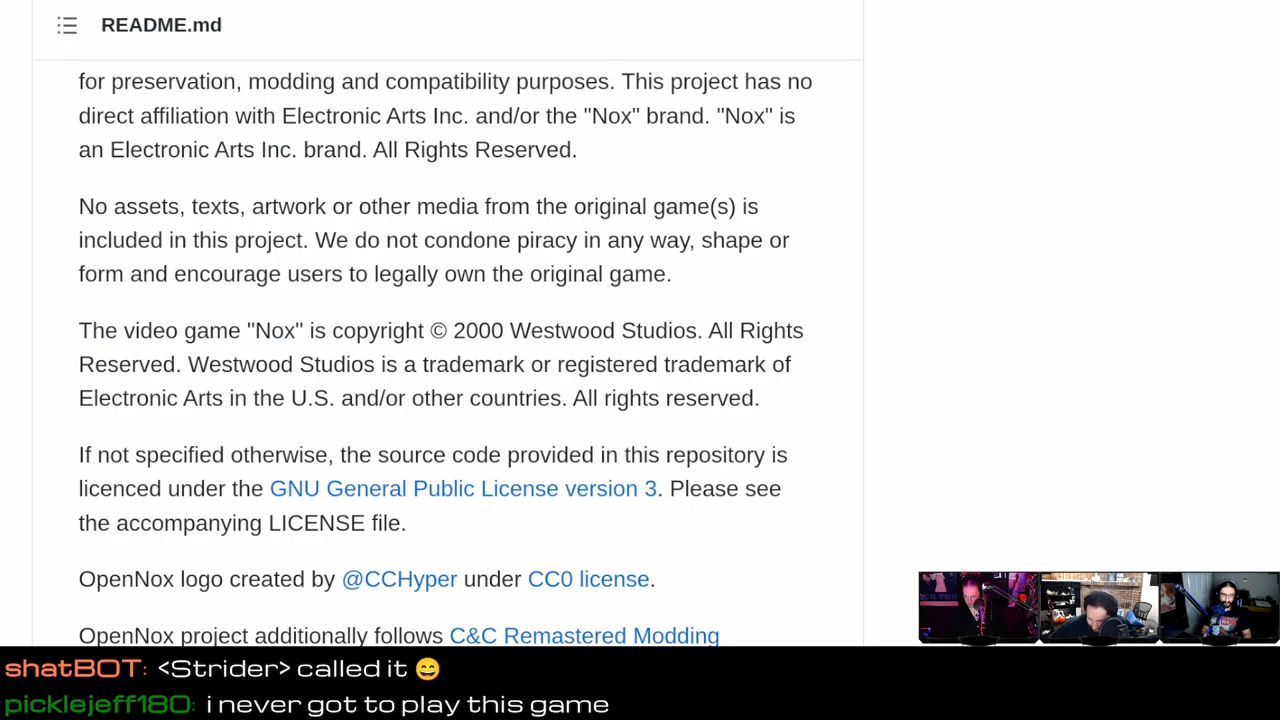 README.md
for preservation, modding and compatibility purposes. This project has no
direct affiliation with Electronic Arts Inc. and/or the "Nox" brand. "Nox" is
an Electronic Arts Inc. brand. All Rights Reserved.
No assets, texts, artwork or other media from the original game(s) is
included in this project. We do not condone piracy in any way, shape or
form and encourage users to legally own the original game.
The video game "Nox" is copyright © 2000 Westwood Studios. All Rights
Reserved. Westwood Studios is a trademark or registered trademark of
Electronic Arts in the U.S. and/or other countries. All rights reserved.
If not specified otherwise, the source code provided in this repository is
licenced under the GNU General Public License version 3. Please see
the accompanying LICENSE file.
OpenNox logo created by @CCHyper under CC0 license.
OpenNox project additionally follows C&C Remastered Modding
shatBOT: <Strider> called it 😄
picklejeff180: i never got to play this game